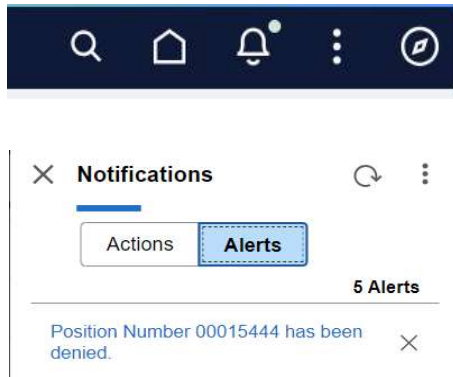 Notifications
Actions Alerts
5 Alerts
Position Number 00015444 has been
denied.